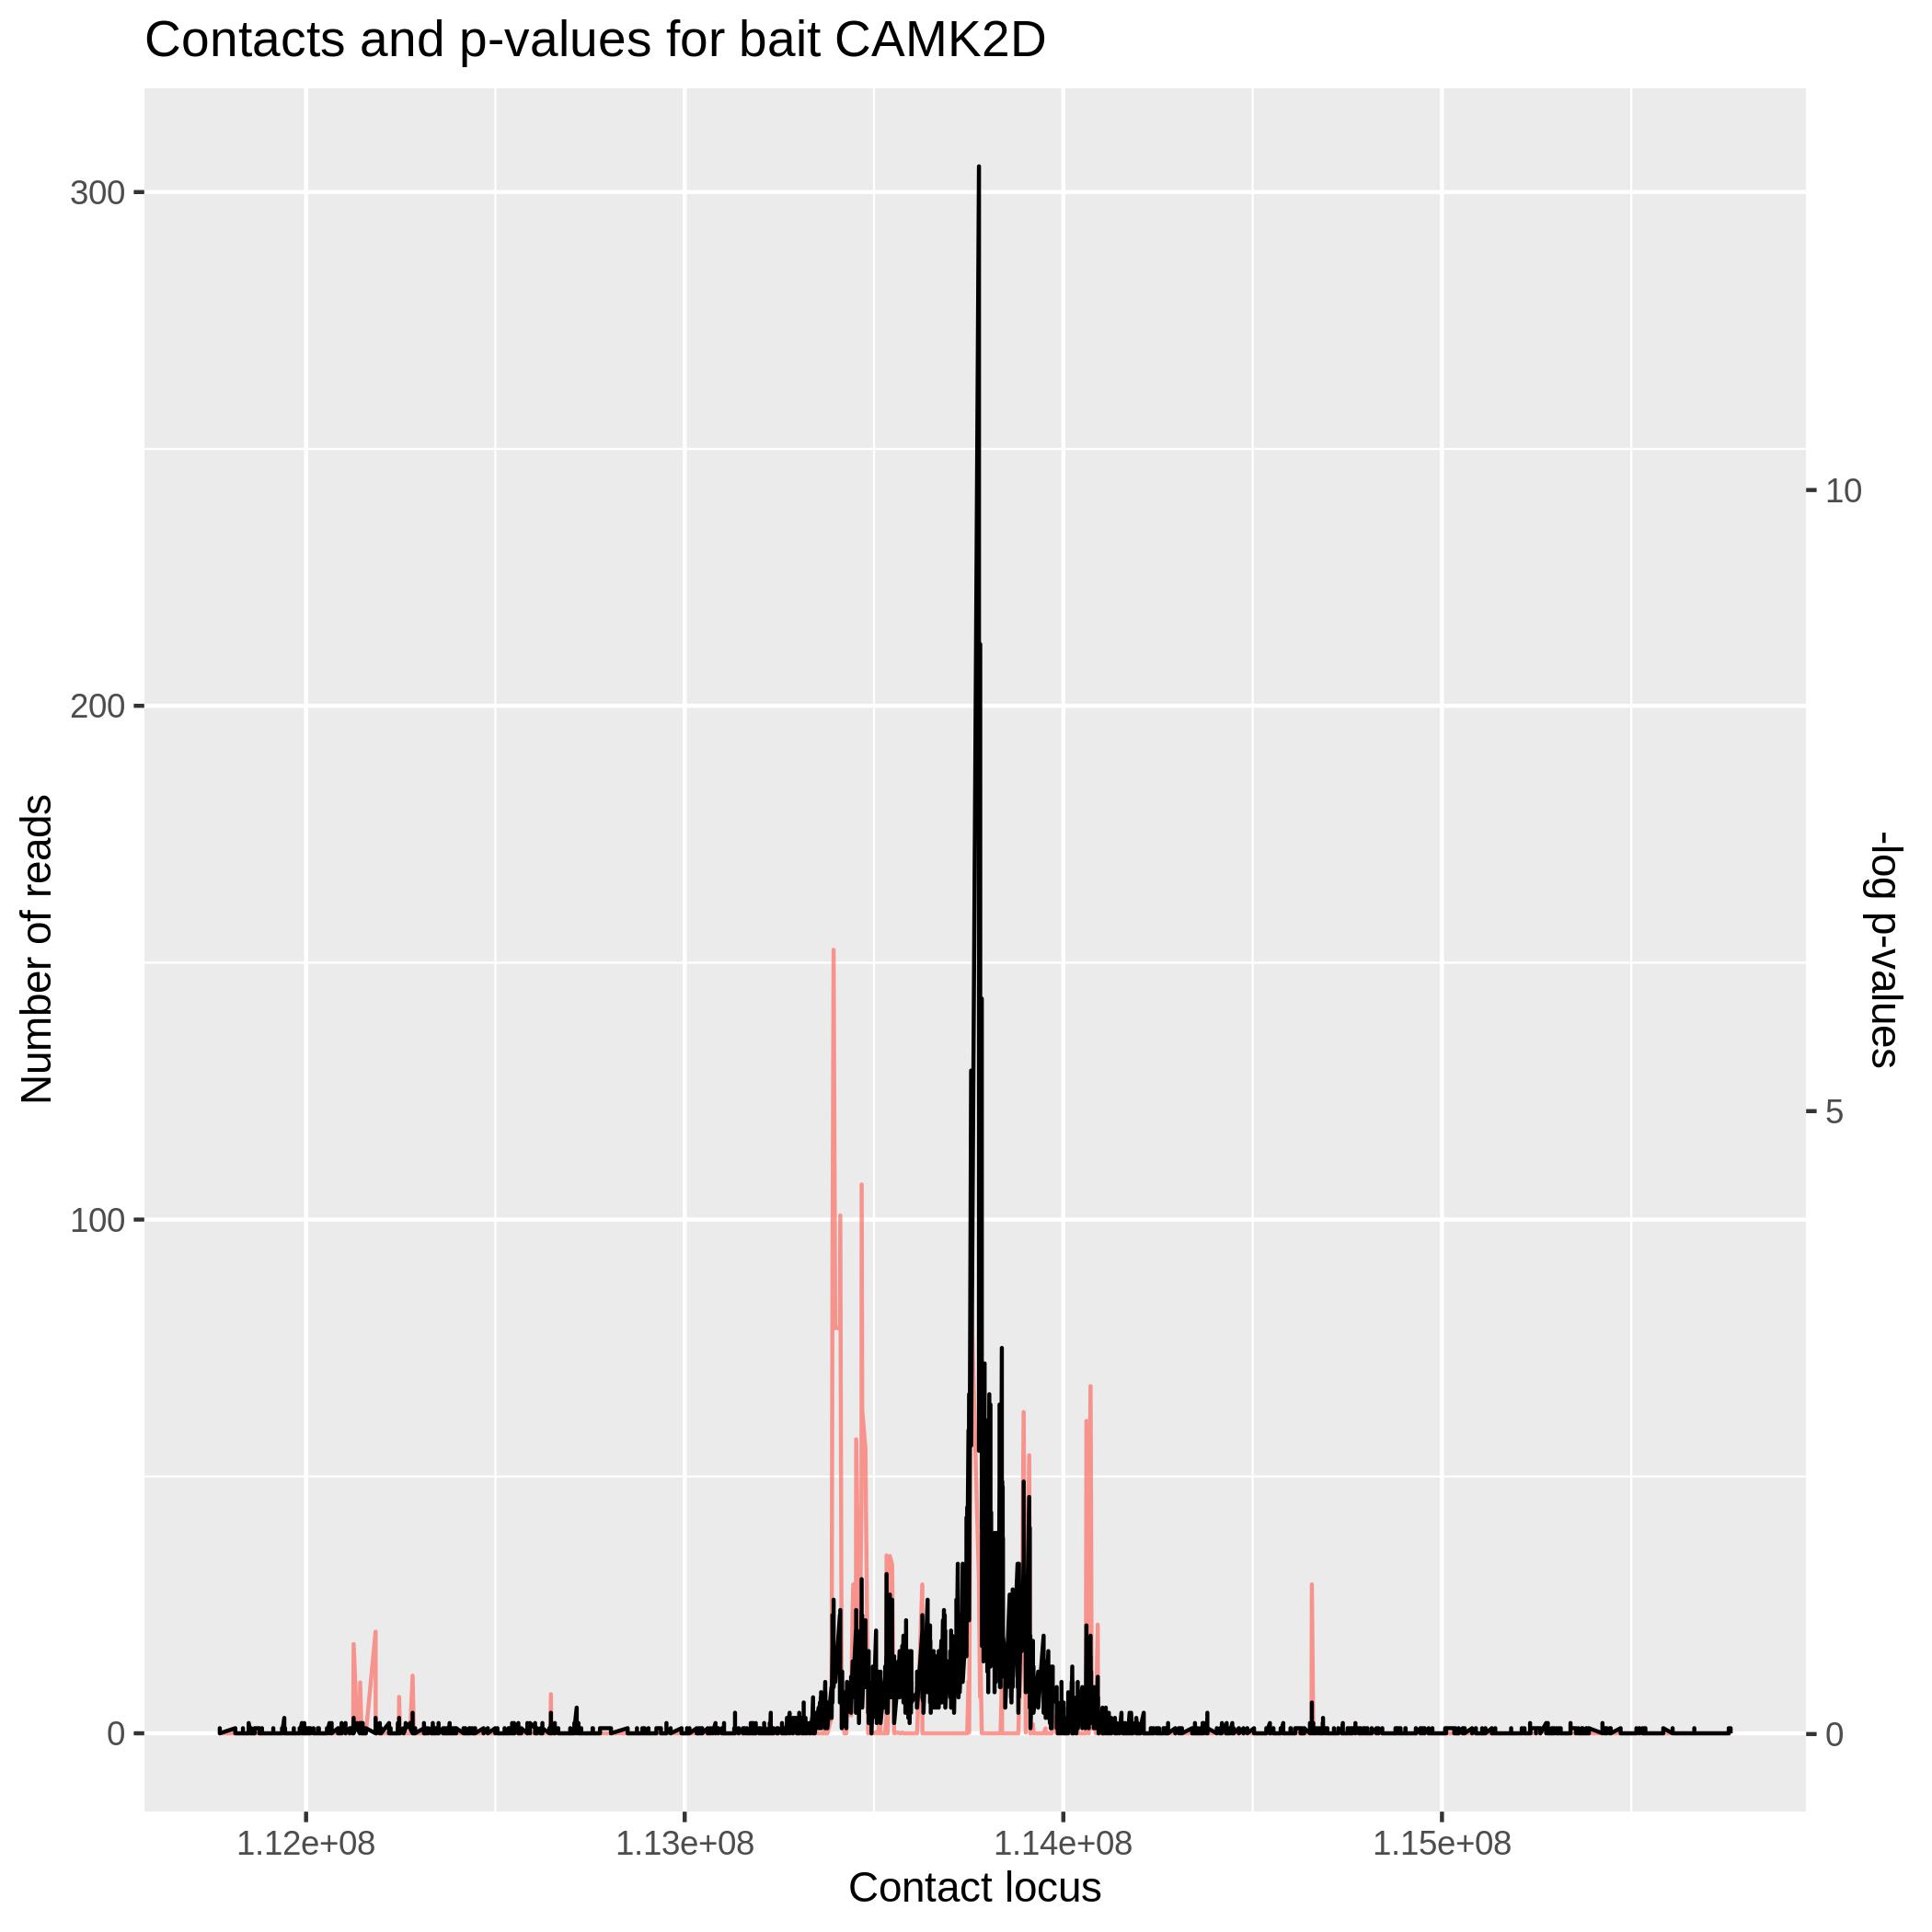 Contacts and p-values for bait CAMK2D
300
200
100
0
Number of reads
10
5
0
-log p-values
1.12e+08
1.13e+08
1.14e+08
1.15e+08
Contact locus